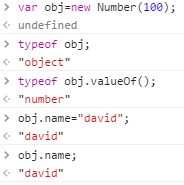 > var obj=new Number(100);
< undefined
> typeof obj;
< "object"
> typeof obj.valueOf();
< "number"
> obj.name="david";
< "david"
> obj.name;
< "david"